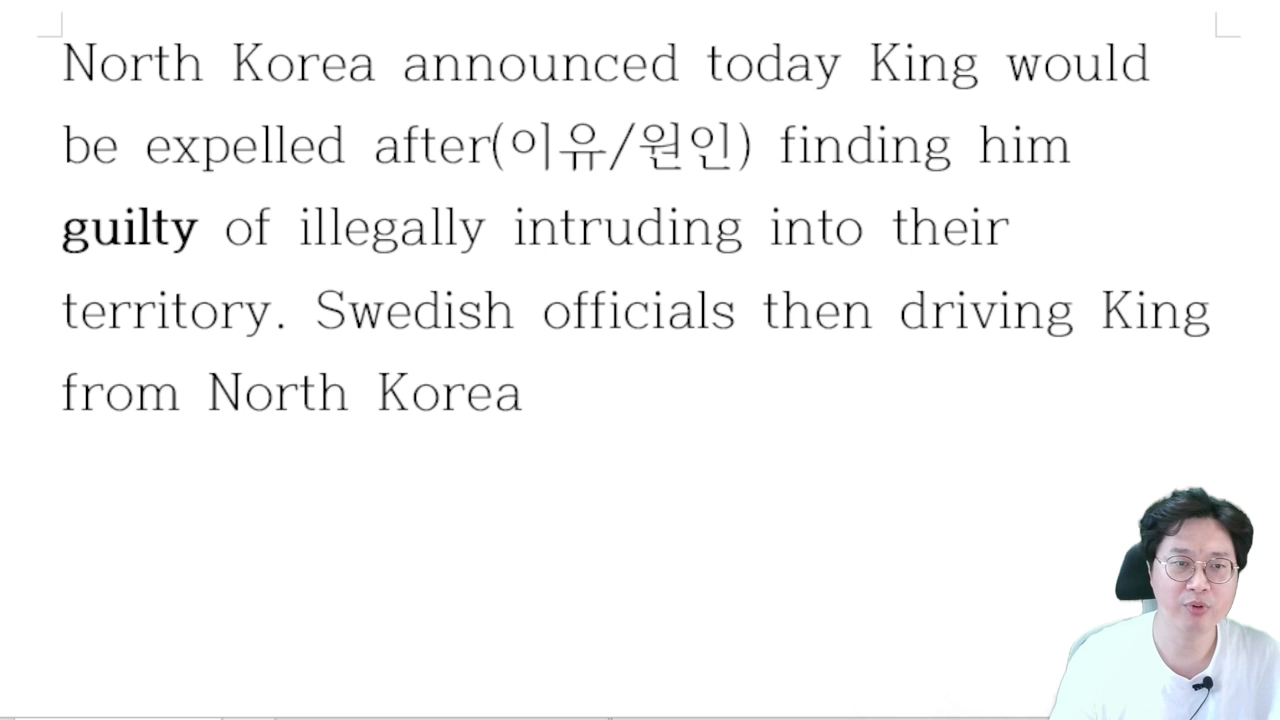 North Korea announced today King would
be expelled after(이유/원인) finding him
guilty of illegally intruding into their
territory. Swedish officials then driving King
from North Korea